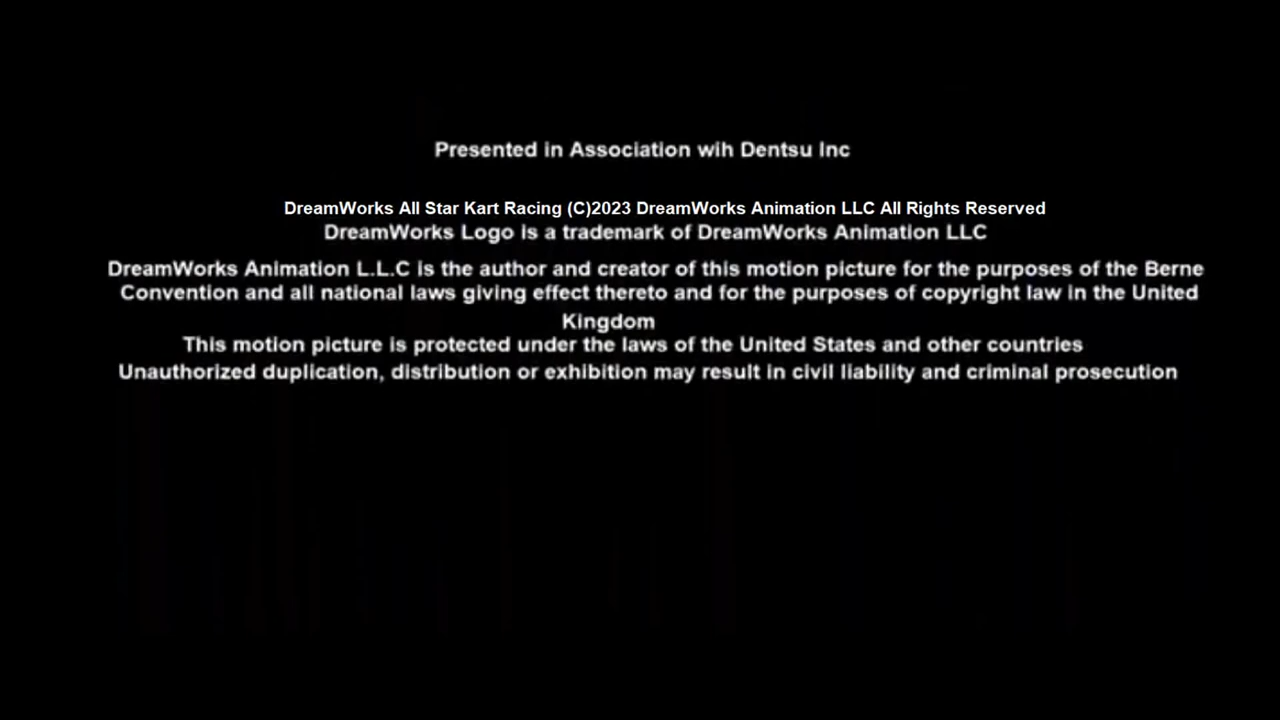 Presented in Association wih Dentsu Inc
DreamWorks All Star Kart Racing (C)2023 DreamWorks Animation LLC All Rights Reserved
DreamWorks Logo is a trademark of DreamWorks Animation LLC
DreamWorks Animation L.L.C is the author and creator of this motion picture for the purposes of the Berne
Convention and all national laws giving effect thereto and for the purposes of copyright law in the United
Kingdom
This motion picture is protected under the laws of the United States and other countries
Unauthorized duplication, distribution or exhibition may result in civil liability and criminal prosecution